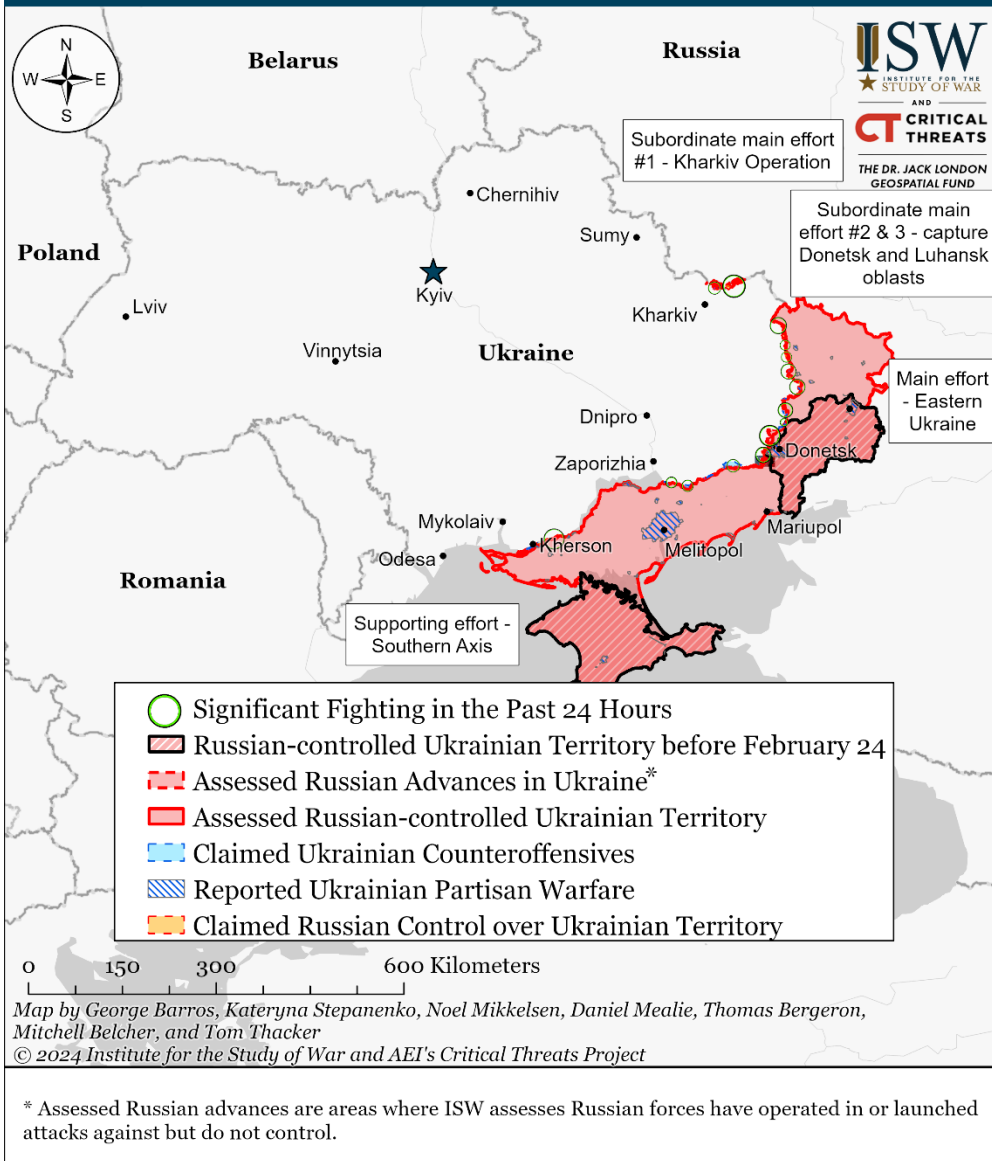 N
W E
S
Belarus
Russia
ISW
INSTITUTE FOR THE
STUDY OF WAR
AND
CT CRITICAL
THREATS
THE DR. JACK LONDON
GEOSPATIAL FUND
Subordinate main effort
#1 - Kharkiv Operation
Subordinate main
effort #2 & 3 - capture
Donetsk and Luhansk
oblasts
Chernihiv
Sumy
Poland
Kyiv
Lviv
Kharkiv
Vinnytsia
Ukraine
Main effort
- Eastern
Ukraine
Dnipro
Donetsk
Zaporizhia
Mykolaiv
Mariupol
Kherson
Melitopol
Odesa
Romania
Supporting effort -
Southern Axis
Significant Fighting in the Past 24 Hours
Russian-controlled Ukrainian Territory before February 24
Assessed Russian Advances in Ukraine*
Assessed Russian-controlled Ukrainian Territory
Claimed Ukrainian Counteroffensives
Reported Ukrainian Partisan Warfare
Claimed Russian Control over Ukrainian Territory
0 150 300 600 Kilometers
Map by George Barros, Kateryna Stepanenko, Noel Mikkelsen, Daniel Mealie, Thomas Bergeron,
Mitchell Belcher, and Tom Thacker
© 2024 Institute for the Study of War and AEI's Critical Threats Project
* Assessed Russian advances are areas where ISW assesses Russian forces have operated in or launched
attacks against but do not control.